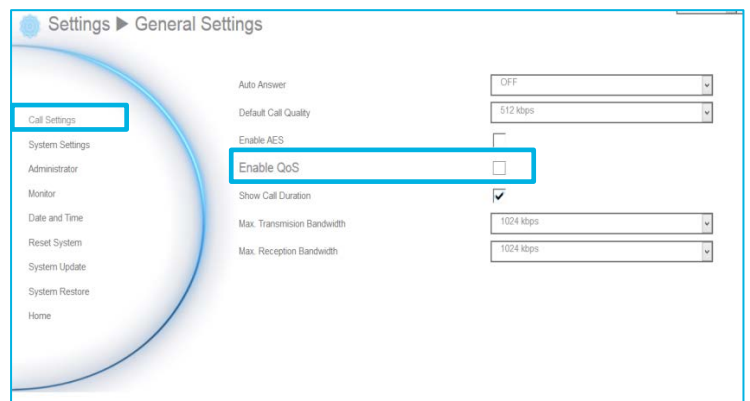 Settings ▶ General Settings
Call Settings
System Settings
Administrator
Monitor
Date and Time
Reset System
System Update
System Restore
Home
Auto Answer OFF
Default Call Quality 512 kbps
Enable AES
Enable QoS
Show Call Duration
Max. Transmision Bandwidth 1024 kbps
Max. Reception Bandwidth 1024 kbps